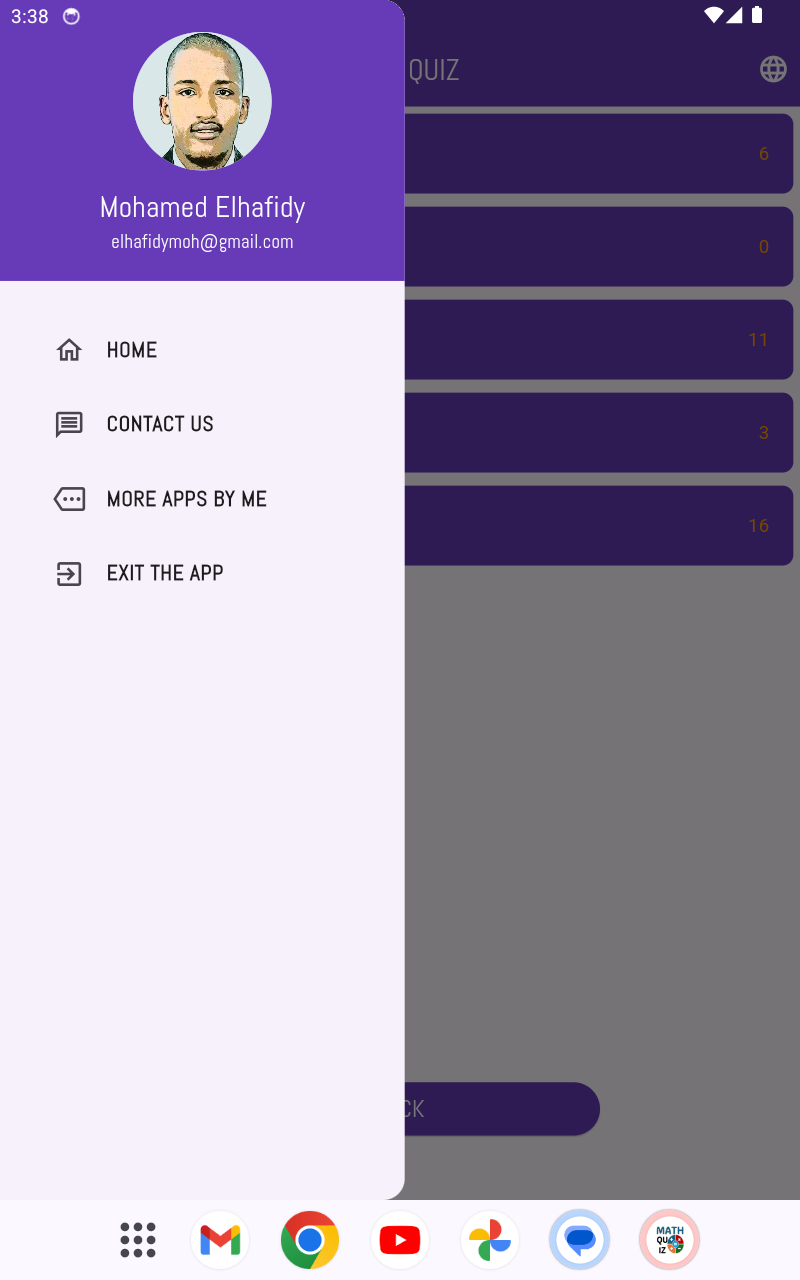 3:38
QUIZ
Mohamed Elhafidy
elhafidymoh@gmail.com
HOME
CONTACT US
MORE APPS BY ME
EXIT THE APP
6
0
11
3
16
CK
MATH
QU
IZ